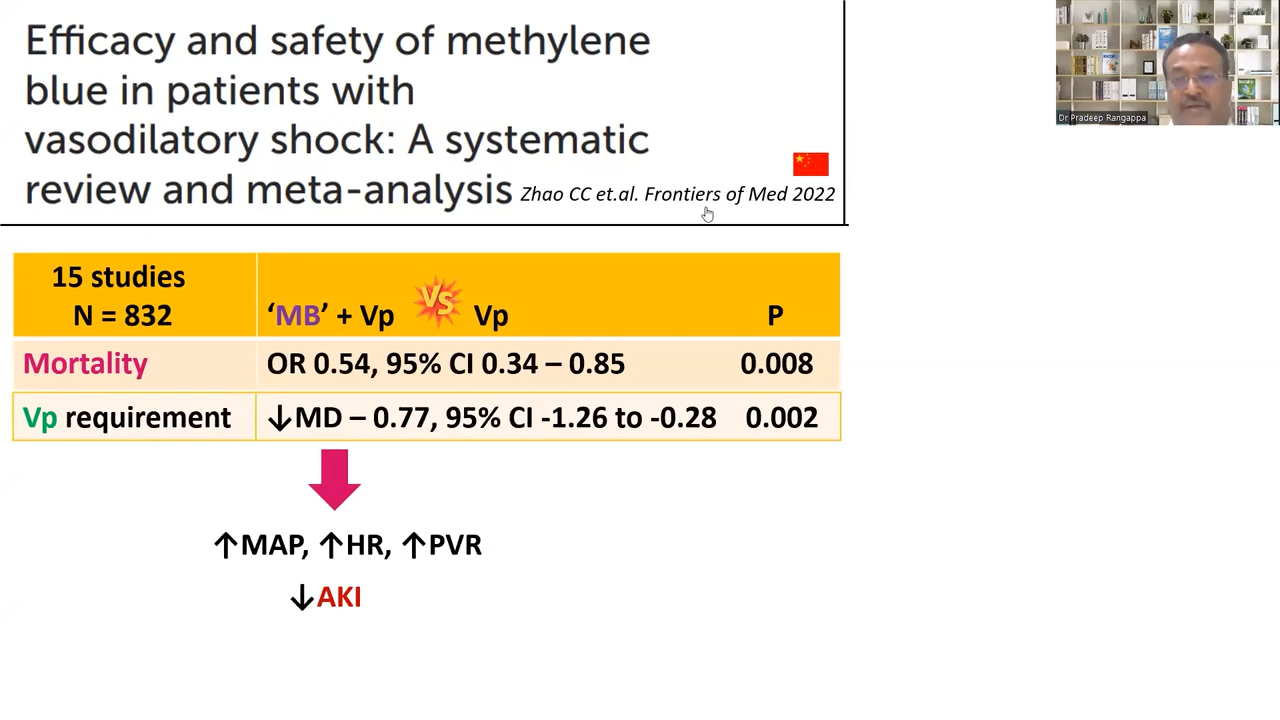 Efficacy and safety of methylene
blue in patients with
vasodilatory shock: A systematic
review and meta-analysis Zhao CC et.al. Frontiers of Med 2022
Dr Pradeep Rangappa
15 studies
N = 832
‘MB’ + Vp VS Vp P
Mortality OR 0.54, 95% CI 0.34 – 0.85 0.008
Vp requirement ↓MD – 0.77, 95% CI -1.26 to -0.28 0.002
↑MAP, ↑HR, ↑PVR
↓AKI